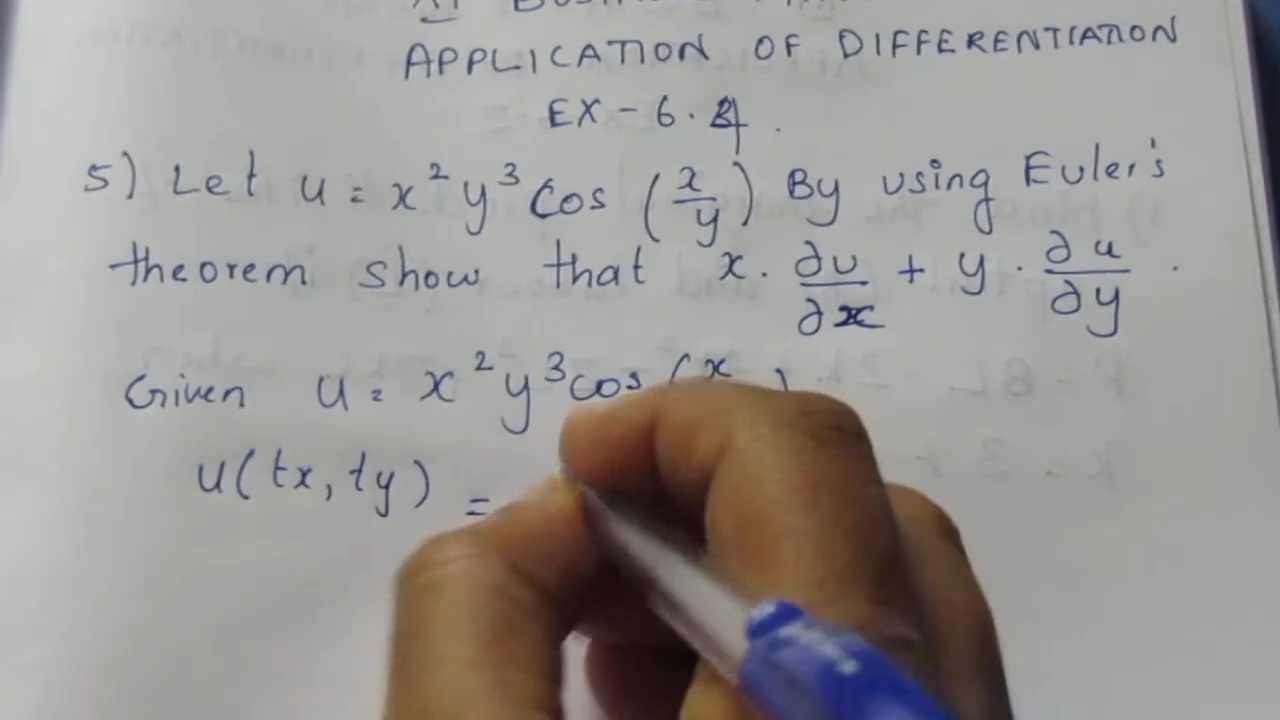 APPLICATION OF DIFFERENTIATION
EX - 6.4.
5) Let u = x²y³ cos (x/y) By using Euler's
theorem show that x. ∂u/∂x + y. ∂u/∂y.
Given u = x²y³cos (x
u(tx, ty) =